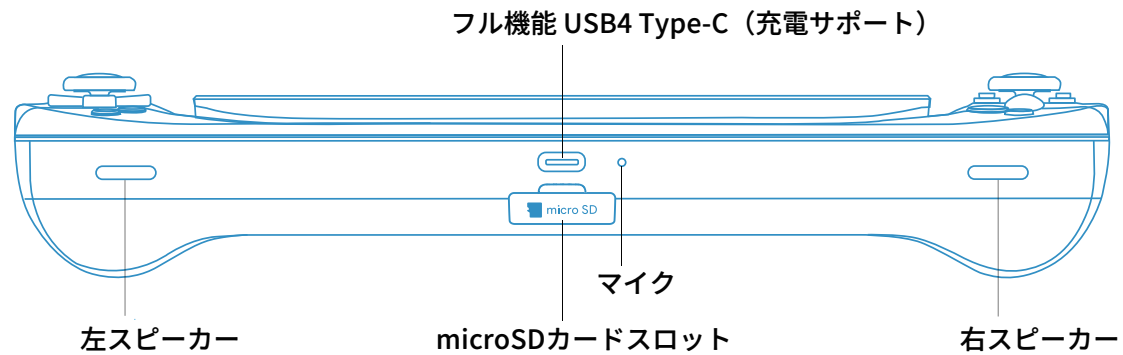 フル機能 USB4 Type-C（充電サポート）
micro SD
マイク
左スピーカー
microSDカードスロット
右スピーカー